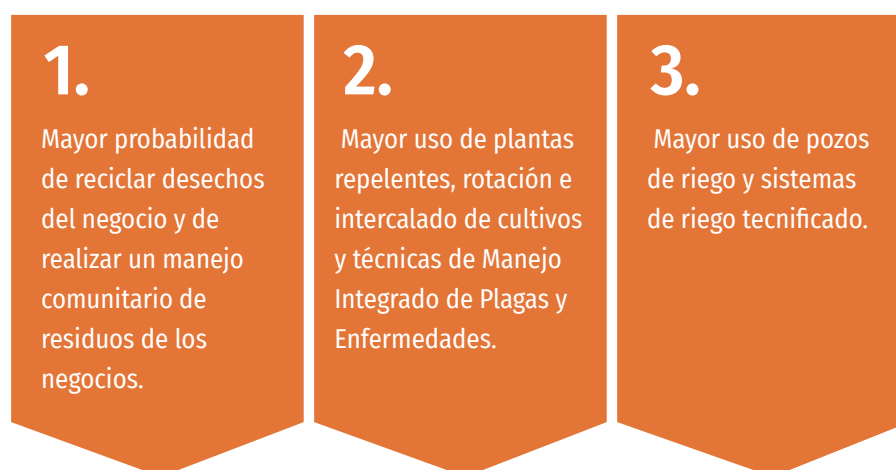 1.
Mayor probabilidad
de reciclar desechos
del negocio y de
realizar un manejo
comunitario de
residuos de los
negocios.
2.
Mayor uso de plantas
repelentes, rotación e
intercalado de cultivos
y técnicas de Manejo
Integrado de Plagas y
Enfermedades.
3.
Mayor uso de pozos
de riego y sistemas
de riego tecnificado.